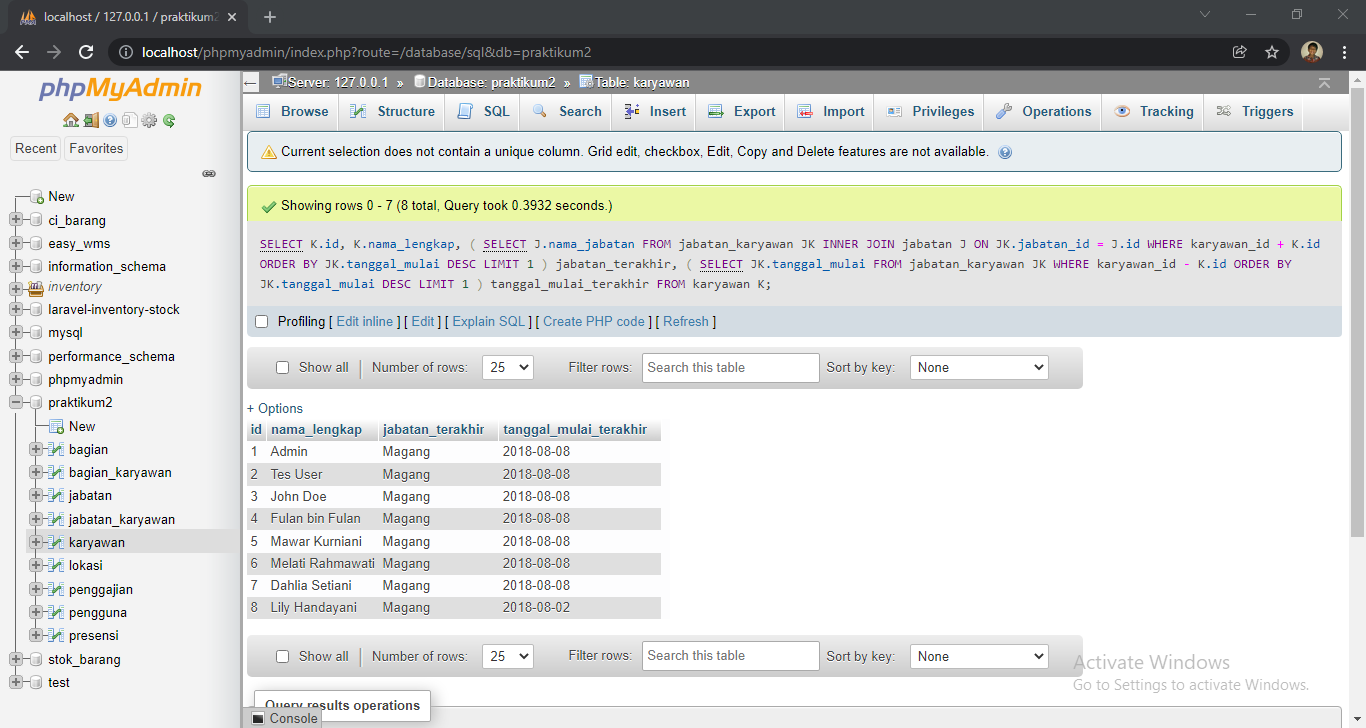 localhost / 127.0.0.1 / praktikum2
localhost/phpmyadmin/index.php?route=/database/sql&db=praktikum2
phpMyAdmin
Recent Favorites
New
ci_barang
easy_wms
information_schema
inventory
laravel-inventory-stock
mysql
performance_schema
phpmyadmin
praktikum2
New
bagian
bagian_karyawan
jabatan
jabatan_karyawan
karyawan
lokasi
penggajian
pengguna
presensi
stok_barang
test
Server: 127.0.0.1 » Database: praktikum2 » Table: karyawan
Browse Structure SQL Search Insert Export Import Privileges Operations Tracking Triggers
Current selection does not contain a unique column. Grid edit, checkbox, Edit, Copy and Delete features are not available.
Showing rows 0 - 7 (8 total, Query took 0.3932 seconds.)
SELECT K.id, K.nama_lengkap, ( SELECT J.nama_jabatan FROM jabatan_karyawan JK INNER JOIN jabatan J ON JK.jabatan_id = J.id WHERE karyawan_id + K.id
ORDER BY JK.tanggal_mulai DESC LIMIT 1 ) jabatan_terakhir, ( SELECT JK.tanggal_mulai FROM jabatan_karyawan JK WHERE karyawan_id - K.id ORDER BY
JK.tanggal_mulai DESC LIMIT 1 ) tanggal_mulai_terakhir FROM karyawan K;
Profiling [ Edit inline ] [ Edit ] [ Explain SQL ] [ Create PHP code ] [ Refresh ]
Show all Number of rows: 25 Filter rows: Search this table Sort by key: None
+ Options
id nama_lengkap jabatan_terakhir tanggal_mulai_terakhir
1 Admin Magang 2018-08-08
2 Tes User Magang 2018-08-08
3 John Doe Magang 2018-08-08
4 Fulan bin Fulan Magang 2018-08-08
5 Mawar Kurniani Magang 2018-08-08
6 Melati Rahmawati Magang 2018-08-08
7 Dahlia Setiani Magang 2018-08-08
8 Lily Handayani Magang 2018-08-02
Show all Number of rows: 25 Filter rows: Search this table Sort by key: None
Activate Windows
Go to Settings to activate Windows.
Query results operations
Console